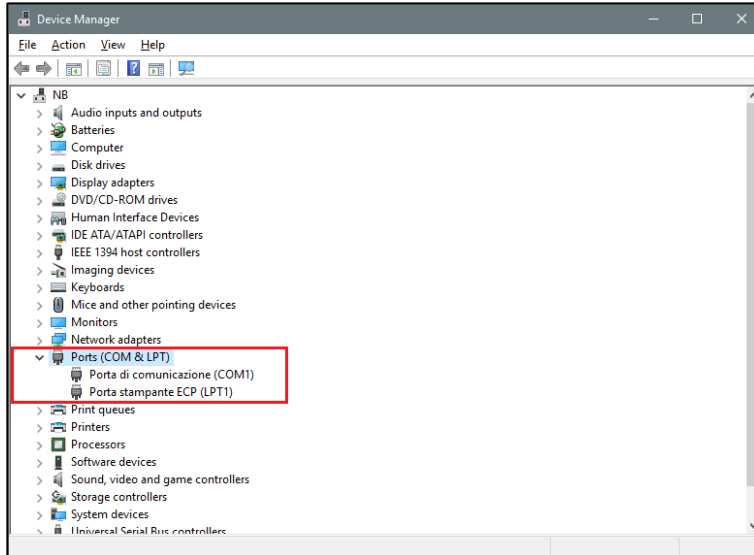 Device Manager
File Action View Help
NB
Audio inputs and outputs
Batteries
Computer
Disk drives
Display adapters
DVD/CD-ROM drives
Human Interface Devices
IDE ATA/ATAPI controllers
IEEE 1394 host controllers
Imaging devices
Keyboards
Mice and other pointing devices
Monitors
Network adapters
Ports (COM & LPT)
Porta di comunicazione (COM1)
Porta stampante ECP (LPT1)
Print queues
Printers
Processors
Software devices
Sound, video and game controllers
Storage controllers
System devices
Universal Serial Bus controllers